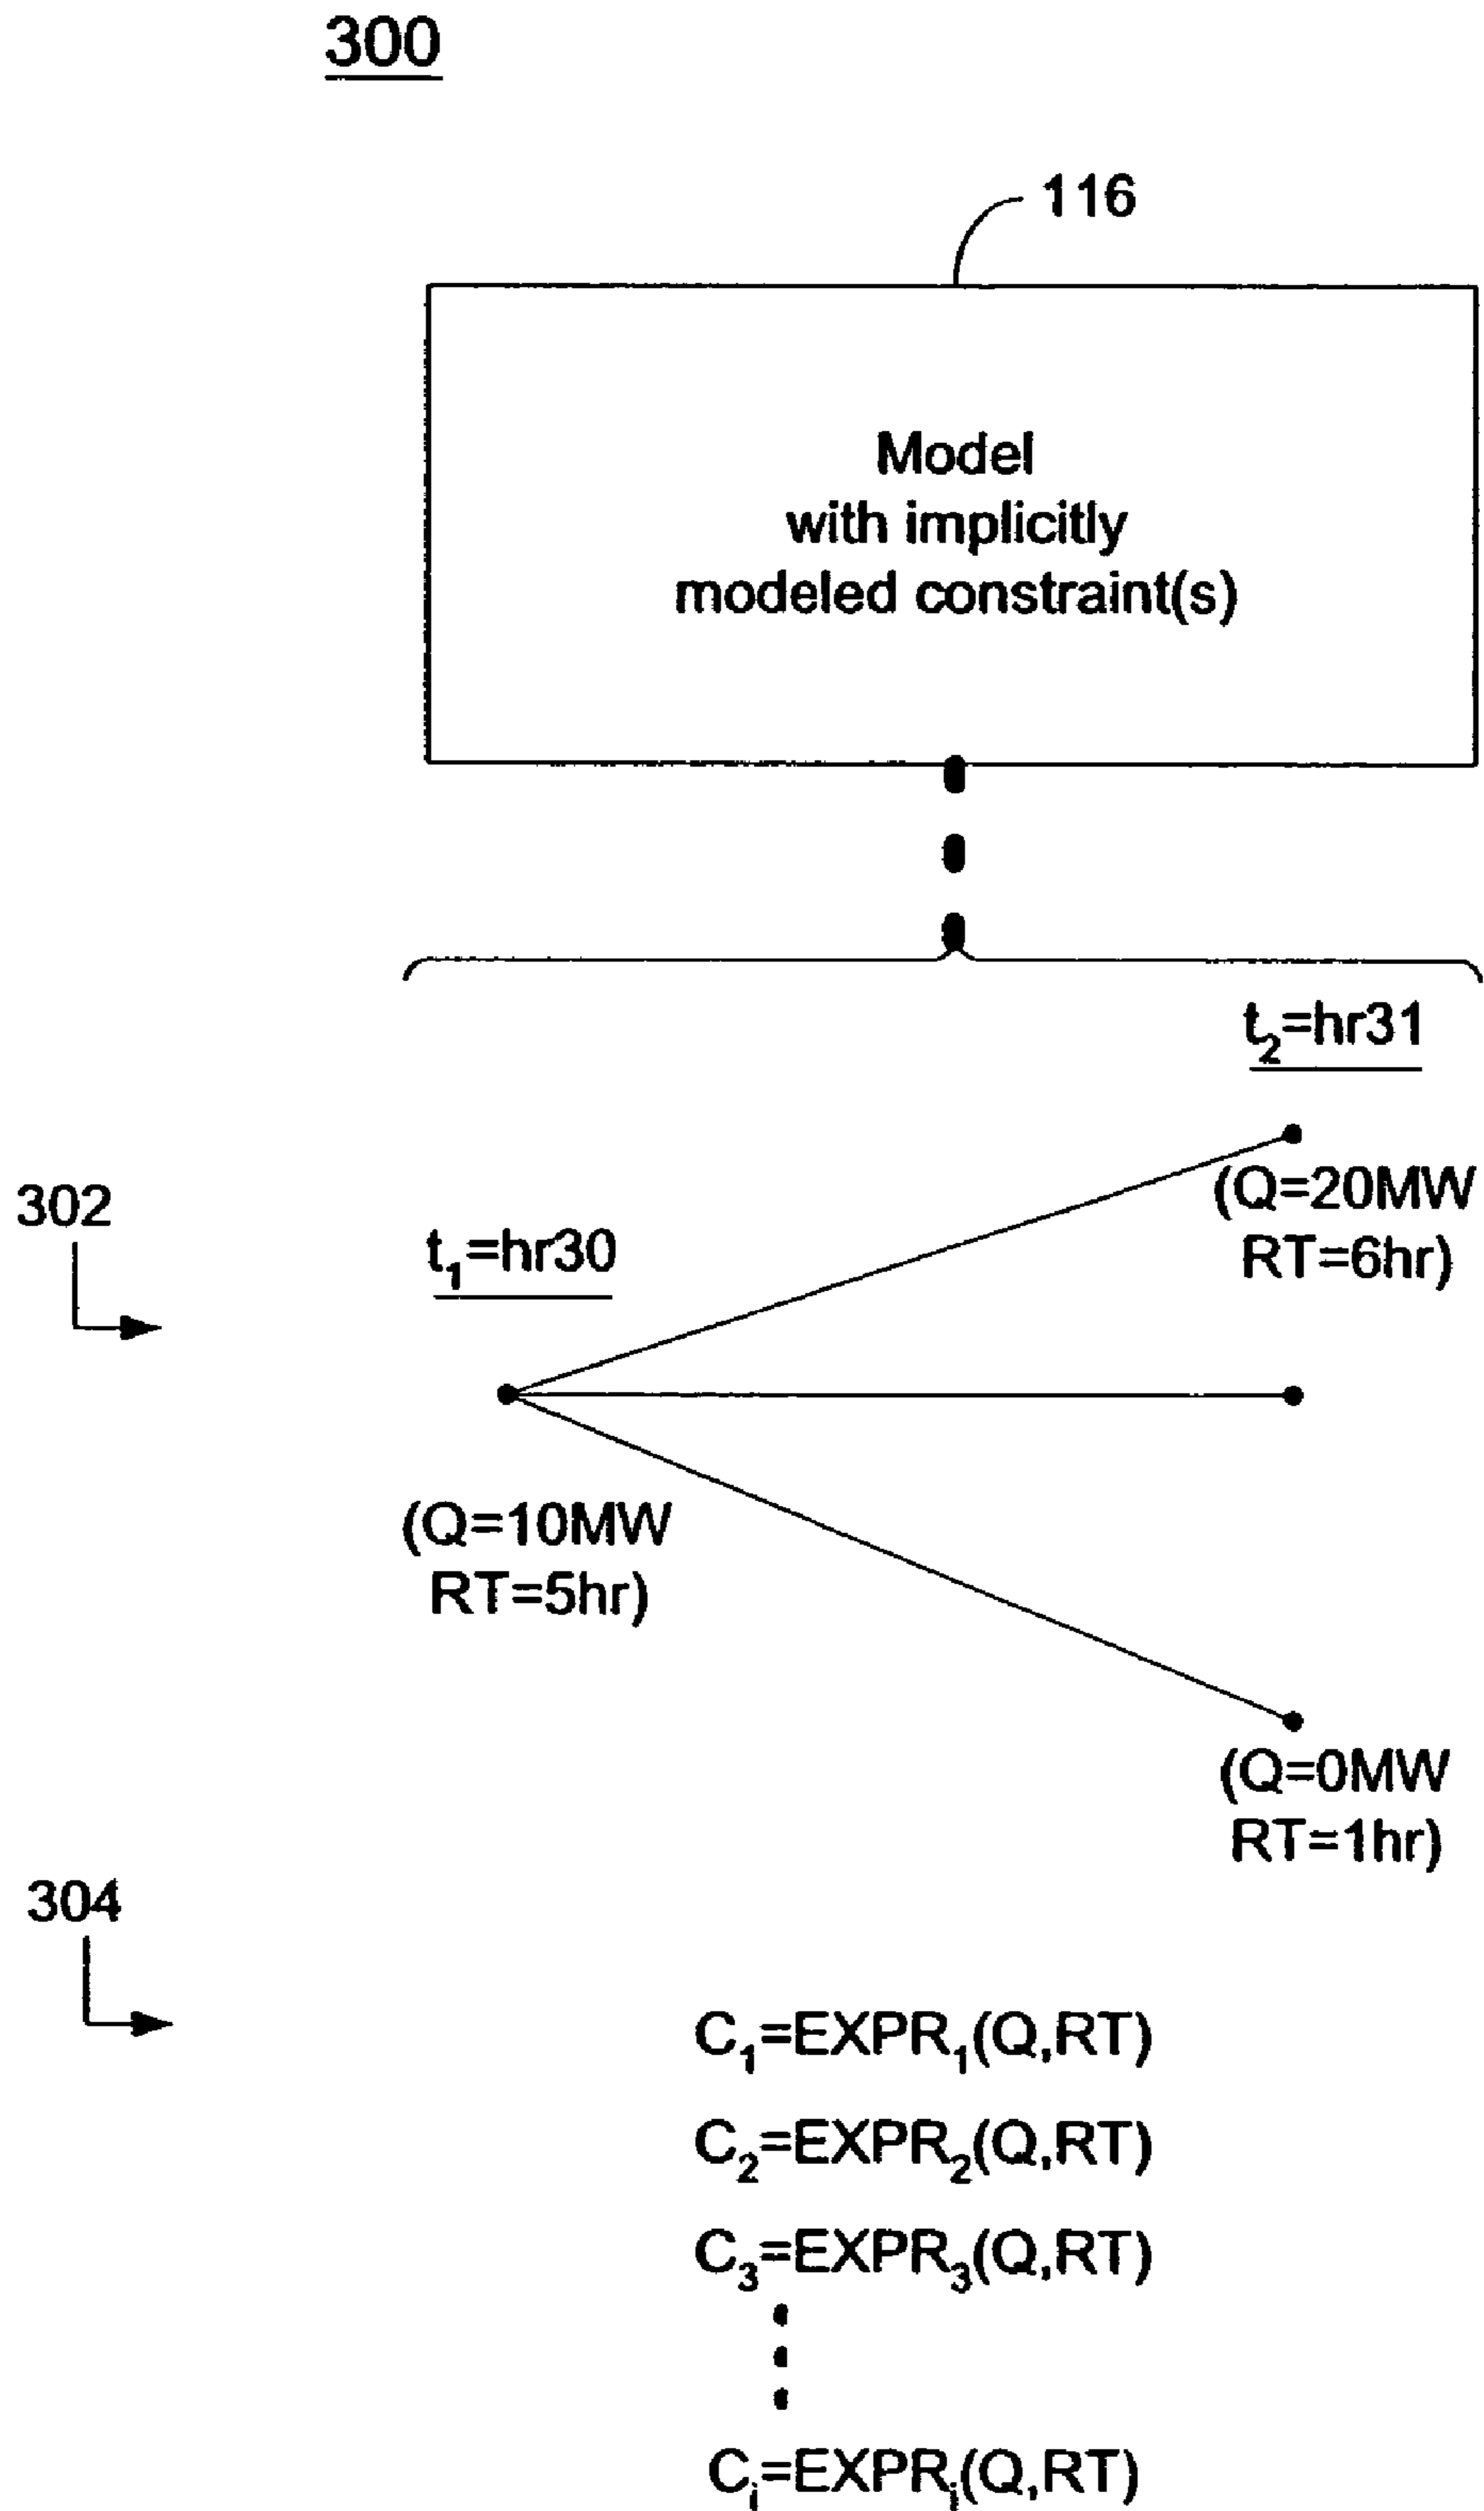 300
116
Model
with implicitly
modeled constraint(s)
t₂=hr31
302
t₁=hr30
(Q=20MW
RT=6hr)
(Q=10MW
RT=5hr)
(Q=0MW
RT=1hr)
304
C₁=EXPR₁(Q,RT)
C₂=EXPR₂(Q,RT)
C₃=EXPR₃(Q,RT)
Cᵢ=EXPRᵢ(Q,RT)